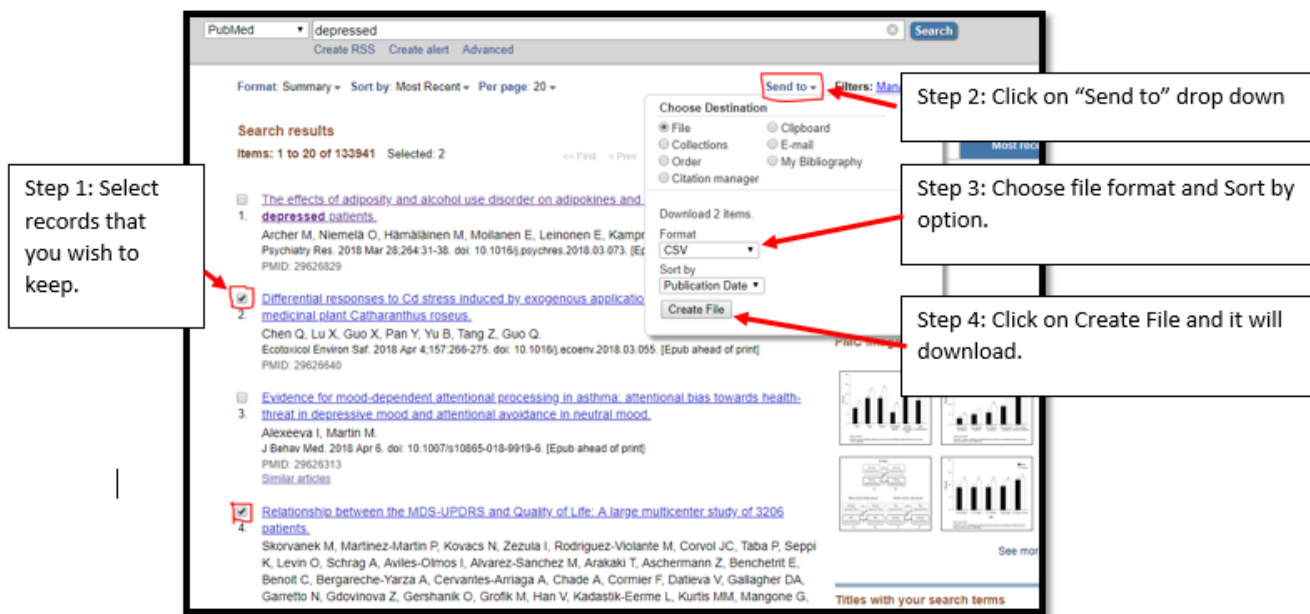 PubMed depressed Search
Create RSS Create alert Advanced
Format: Summary Sort by: Most Recent Per page: 20 Send to Filters:
Choose Destination
File Clipboard
Collections E-mail
Order My Bibliography
Citation manager
Download 2 items.
Format
CSV
Sort by
Publication Date
Create File
Search results
Items: 1 to 20 of 133941 Selected: 2 << First < Prev
1. The effects of adiposity and alcohol use disorder on adipokines and
depressed patients.
Archer M, Niemelä O, Hämäläinen M, Moilanen E, Leinonen E,
Psychiatry Res. 2018 Mar 28;264:31-38. doi: 10.1016/j.psychres.2018.03.073.
PMID: 29626829
2. Differential responses to Cd stress induced by exogenous
medicinal plant Catharanthus roseus.
Chen Q, Lu X, Guo X, Pan Y, Yu B, Tang Z, Guo Q.
Ecotoxicol Environ Saf. 2018 Apr 4;157:266-275. doi: 10.1016/j.ecoenv.2018.03.055. [Epub ahead of print]
PMID: 29626640
3. Evidence for mood-dependent attentional processing in asthma: attentional bias towards health-
threat in depressive mood and attentional avoidance in neutral mood.
Alexeeva I, Martin M.
J Behav Med. 2018 Apr 6. doi: 10.1007/s10865-018-9919-6. [Epub ahead of print]
PMID: 29626313
Similar articles
4. Relationship between the MDS-UPDRS and Quality of Life: A large multicenter study of 3206
patients.
Skorvanek M, Martinez-Martin P, Kovacs N, Zezula I, Rodriguez-Violante M, Corvol JC, Taba P, Seppi
K, Levin O, Schrag A, Aviles-Olmos I, Alvarez-Sanchez M, Arakaki T, Aschermann Z, Benchetrit E,
Benoit C, Bergareche-Yarza A, Cervantes-Arriaga A, Chade A, Cormier F, Datieva V, Gallagher DA,
Garretto N, Gdovinova Z, Gershanik O, Grofik M, Han V, Kadastik-Eerme L, Kurtis MM, Mangone G,
Most
PMC
See
Titles with your search terms
Step 1: Select
records that
you wish to
keep.
Step 2: Click on “Send to” drop down
Step 3: Choose file format and Sort by
option.
Step 4: Click on Create File and it will
download.